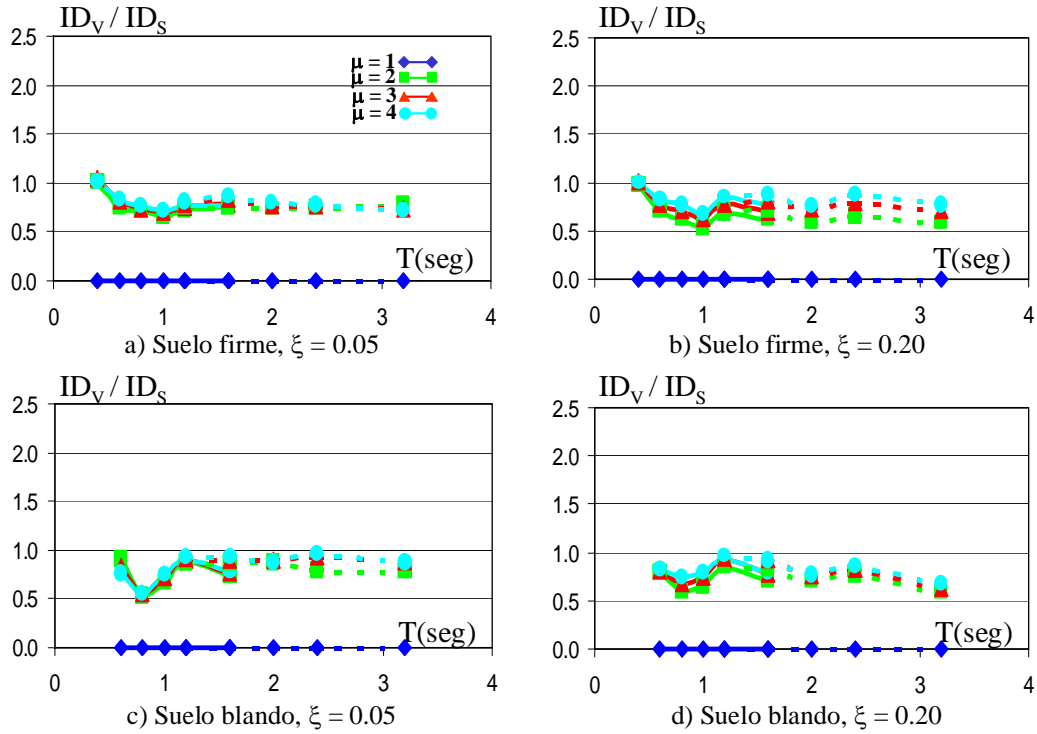 ID_V / ID_S
2.5
2.0
1.5
1.0
0.5
0.0
μ = 1
μ = 2
μ = 3
μ = 4
T(seg)
0 1 2 3 4
a) Suelo firme, ξ = 0.05
ID_V / ID_S
2.5
2.0
1.5
1.0
0.5
0.0
T(seg)
0 1 2 3 4
b) Suelo firme, ξ = 0.20
ID_V / ID_S
2.5
2.0
1.5
1.0
0.5
0.0
T(seg)
0 1 2 3 4
c) Suelo blando, ξ = 0.05
ID_V / ID_S
2.5
2.0
1.5
1.0
0.5
0.0
T(seg)
0 1 2 3 4
d) Suelo blando, ξ = 0.20